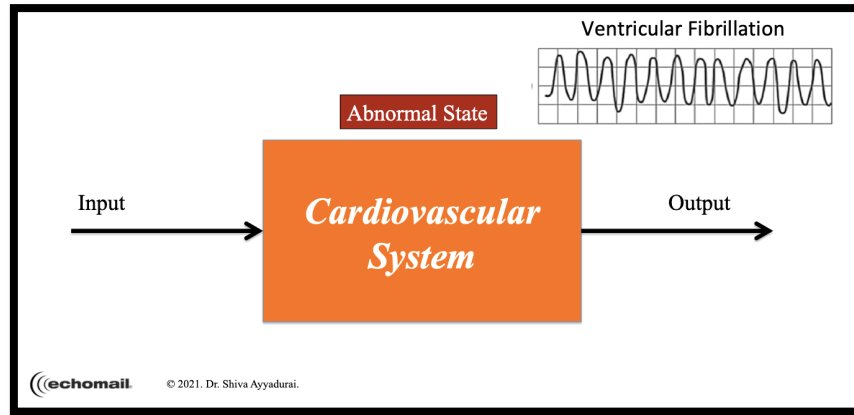 Ventricular Fibrillation
Abnormal State
Input
Cardiovascular
System
Output
echomail.
© 2021. Dr. Shiva Ayyadurai.